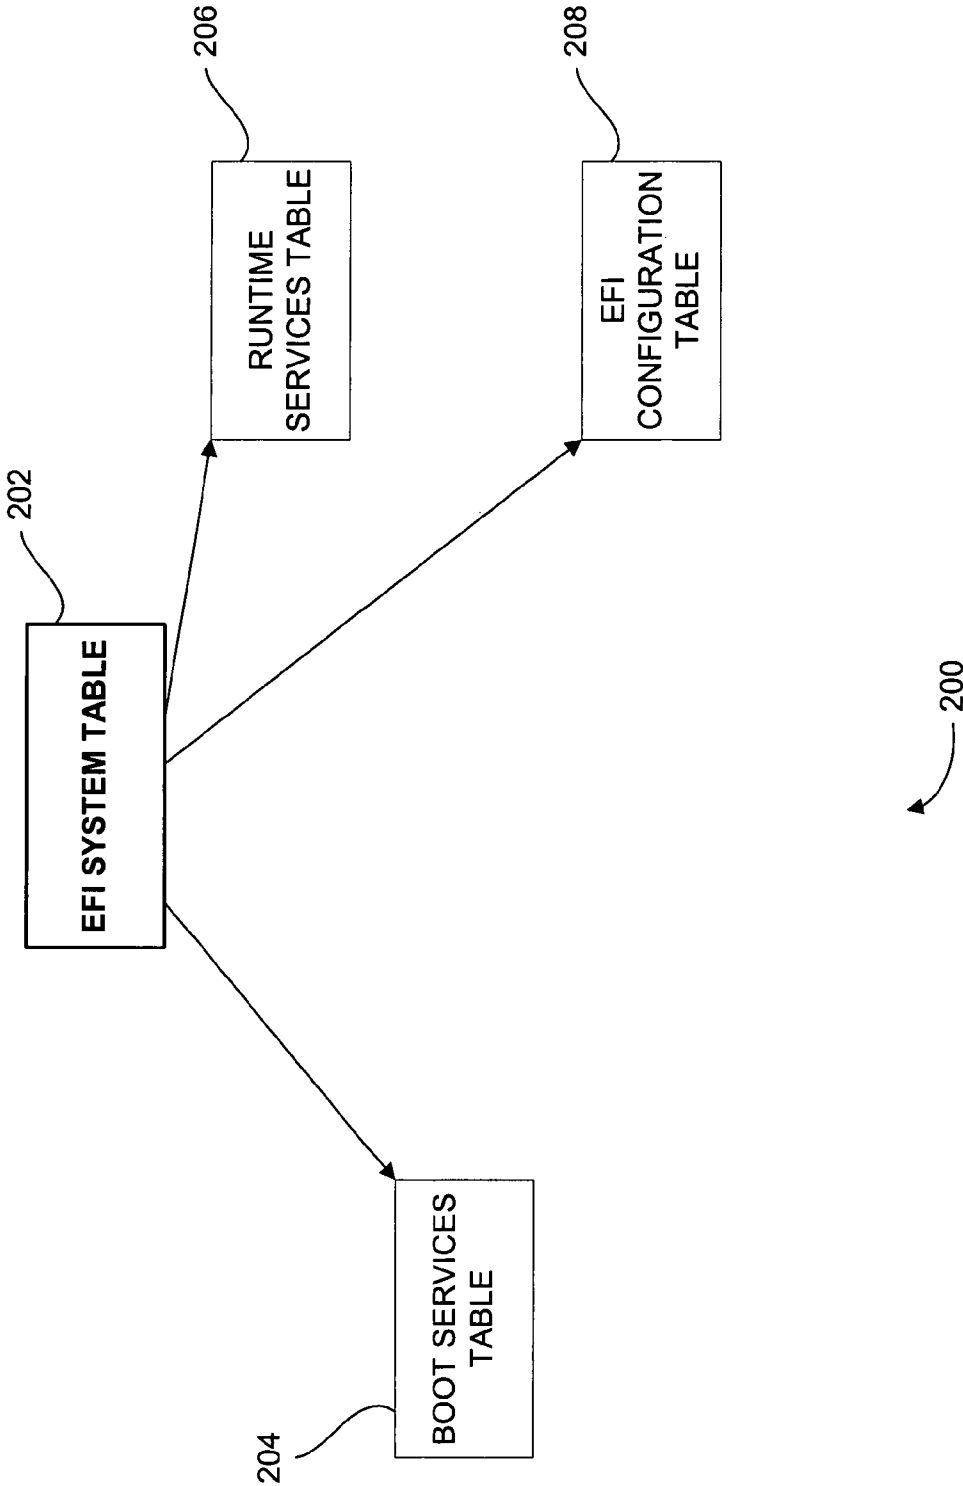 202
EFI SYSTEM TABLE
206
RUNTIME
SERVICES TABLE
204
BOOT SERVICES
TABLE
208
EFI
CONFIGURATION
TABLE
200